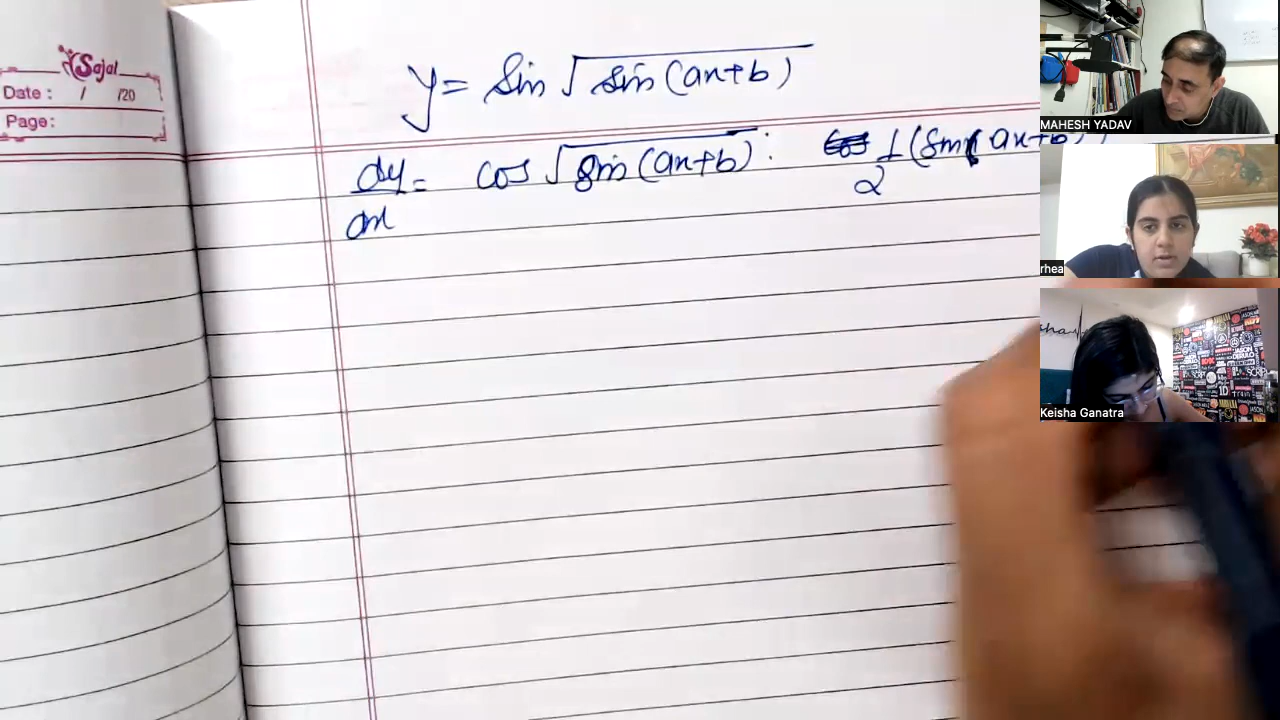 Sajal
Date : / /20
Page:
y = sin √sin (ax+b)
dy/dx = cos √sin (ax+b) . 1/2 (sin( ax+b)
MAHESH YADAV
rhea
Keisha Ganatra